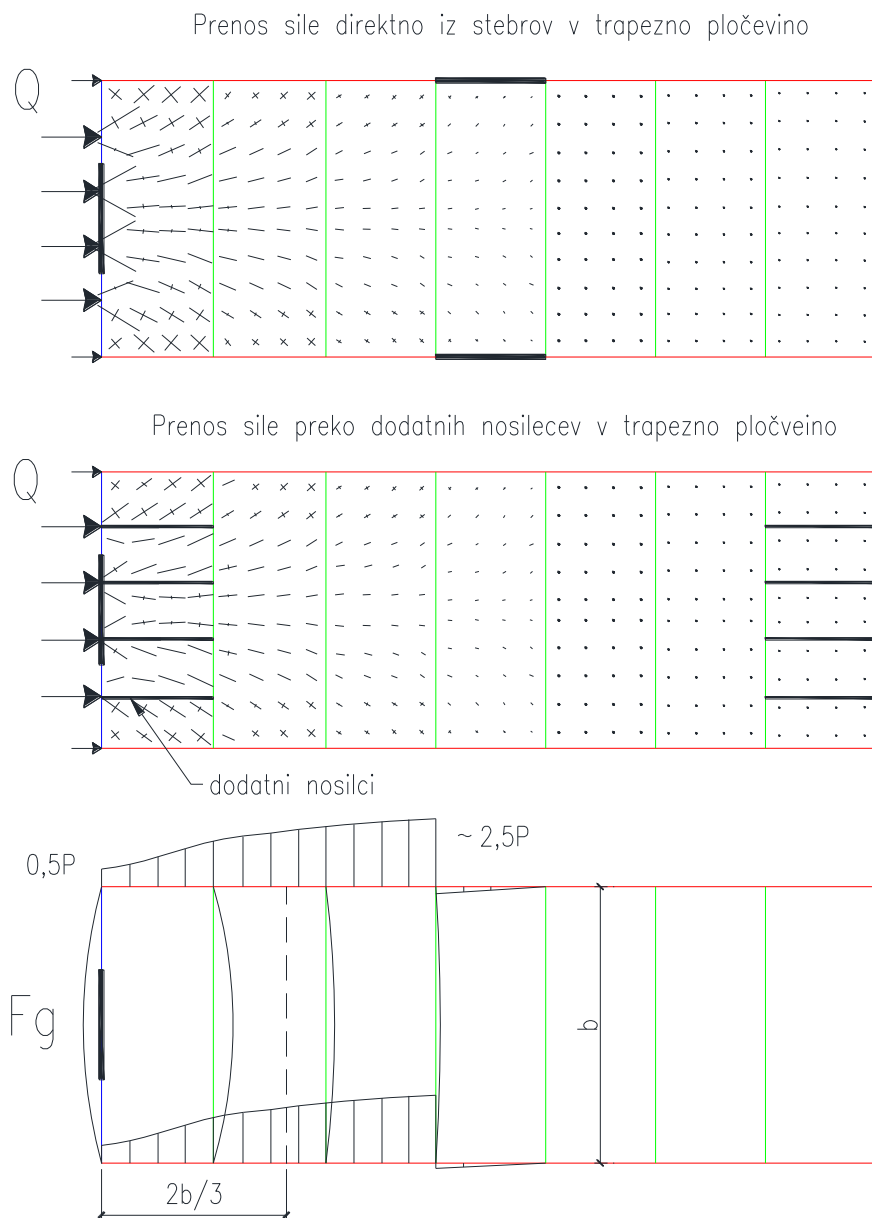 Prenos sile direktno iz stebrov v trapezno pločevino
Q
Prenos sile preko dodatnih nosilecev v trapezno pločveino
Q
dodatni nosilci
0,5P
~ 2,5P
Fg
b
2b/3